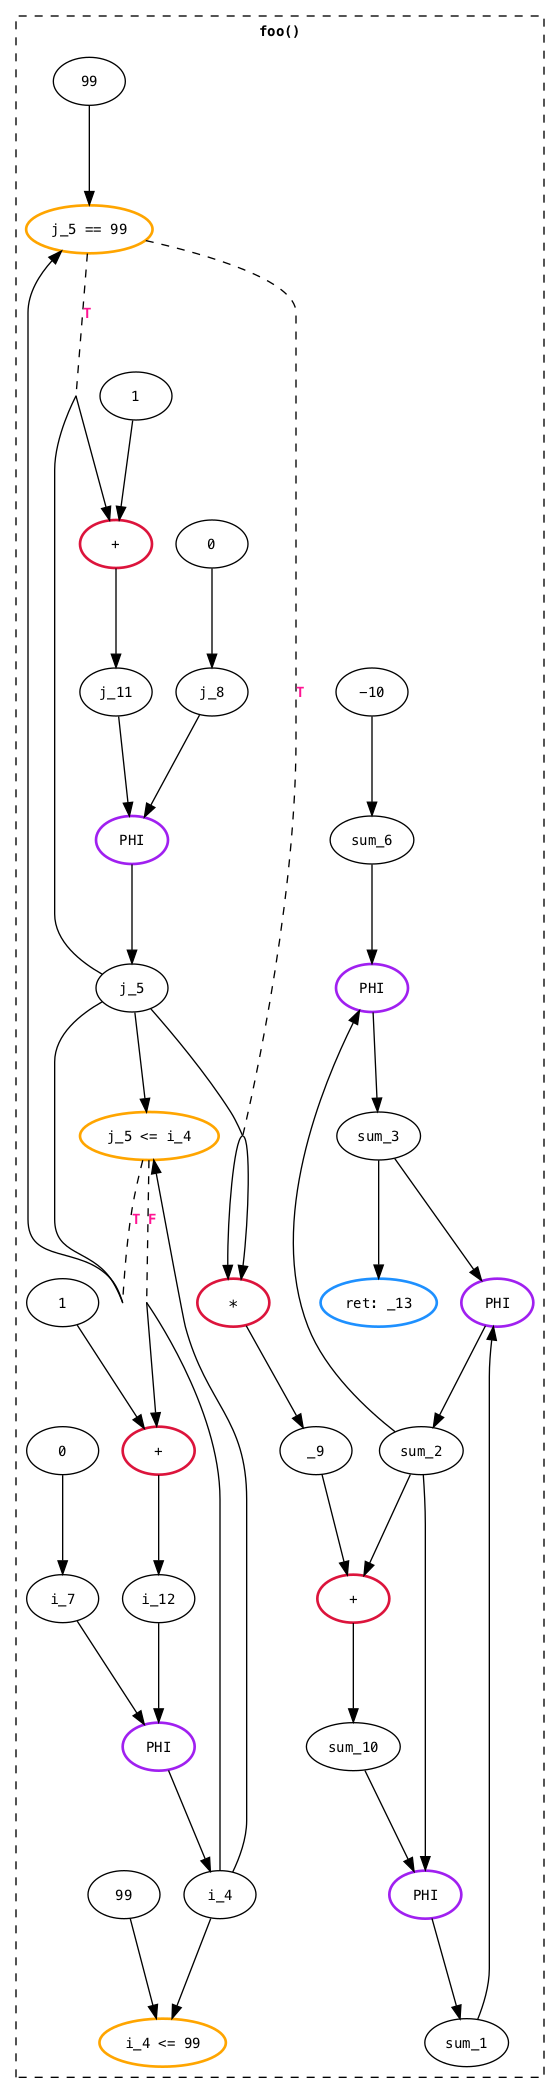 foo()
99
j_5 == 99
T
1
+
0
j_11
j_8
T
−10
PHI
sum_6
j_5
PHI
j_5 <= i_4
sum_3
T
F
1
*
ret: _13
PHI
0
+
_9
sum_2
i_7
i_12
+
PHI
sum_10
99
i_4
PHI
i_4 <= 99
sum_1